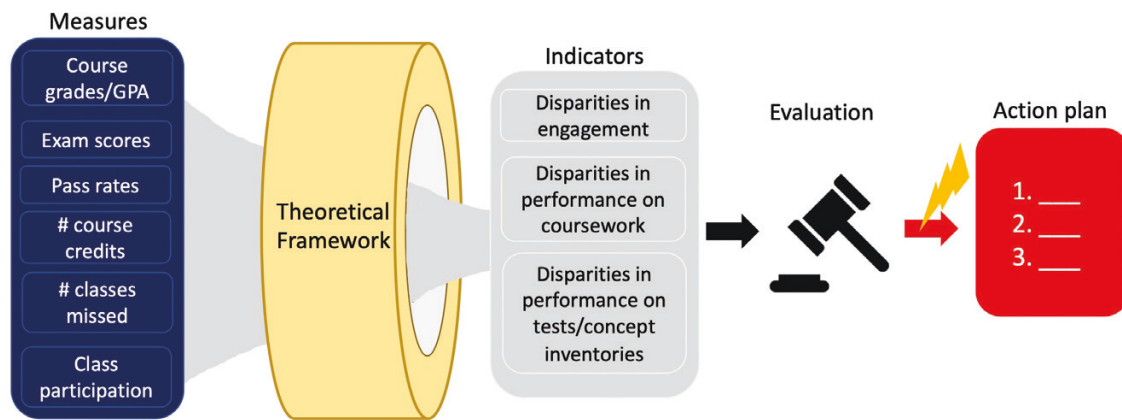 Measures
Course
grades/GPA
Exam scores
Pass rates
# course
credits
# classes
missed
Class
participation
Theoretical
Framework
Indicators
Disparities in
engagement
Disparities in
performance on
coursework
Disparities in
performance on
tests/concept
inventories
Evaluation
Action plan
1. ___
2. ___
3. ___